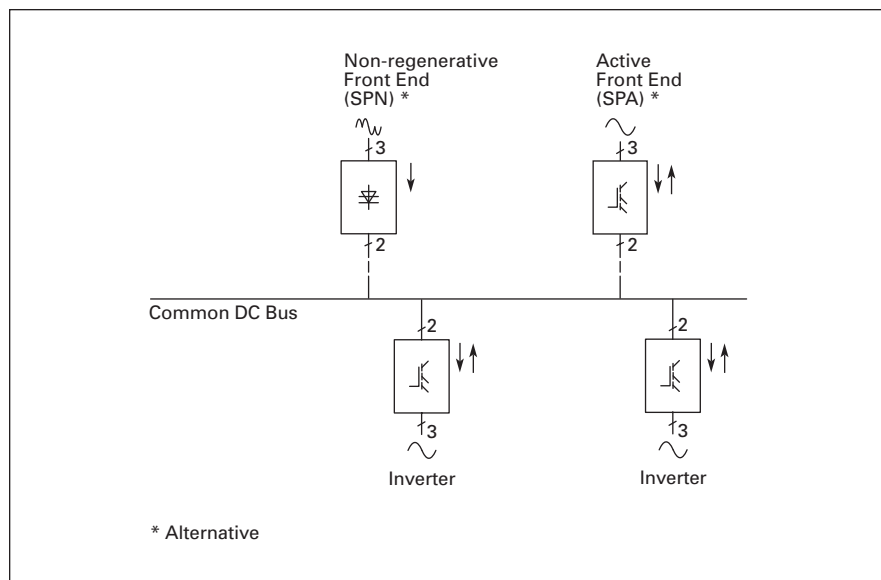 Non-regenerative
Front End
(SPN) *
Active
Front End
(SPA) *
3
3
2
2
Common DC Bus
2
2
3
3
Inverter
Inverter
* Alternative